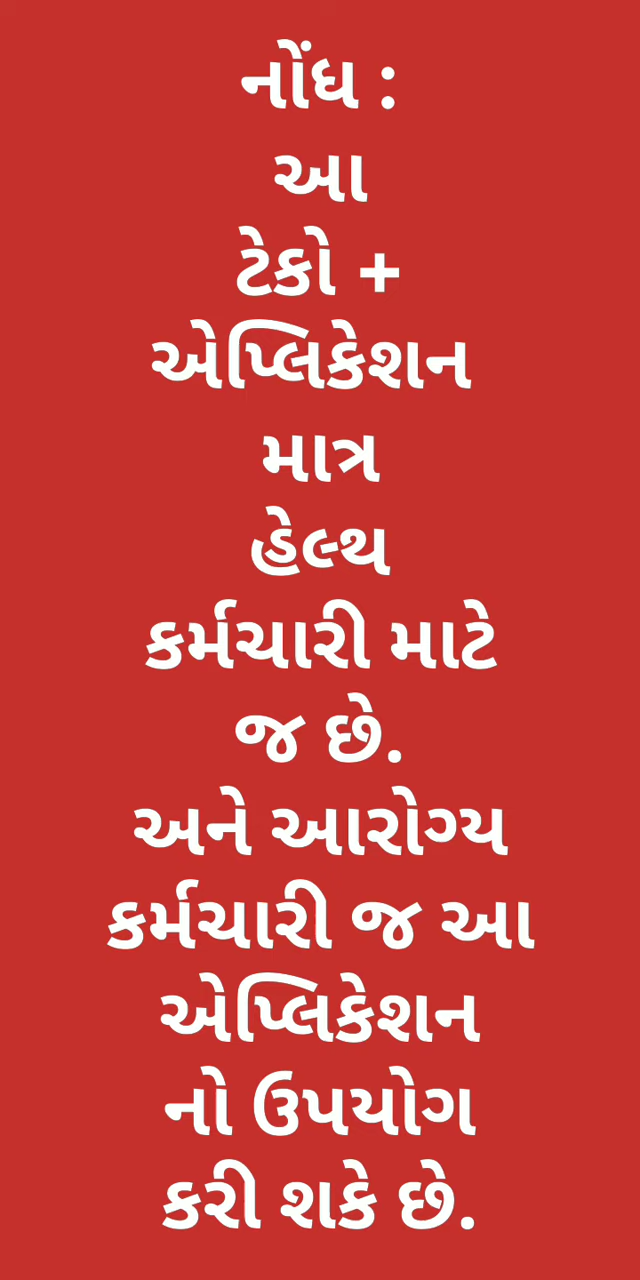 નોંધ :
આ
ટેકો +
એપ્લિકેશન
માત્ર
હેલ્થ
કર્મચારી માટે
જ છે.
અને આરોગ્ય
કર્મચારી જ આ
એપ્લિકેશન
નો ઉપયોગ
કરી શકે છે.